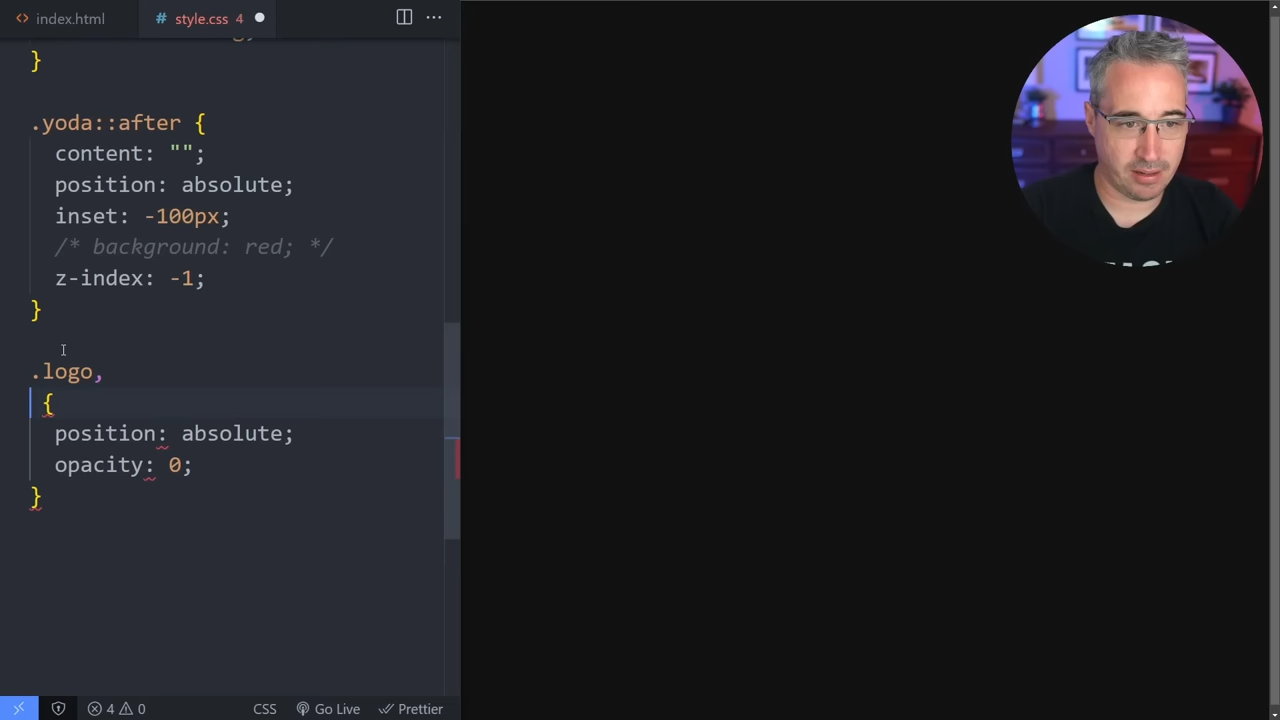 index.html
style.css 4
}
.yoda::after {
content: "";
position: absolute;
inset: -100px;
/* background: red; */
z-index: -1;
}
.logo,
{
position: absolute;
opacity: 0;
}
4 0
CSS
Go Live
Prettier